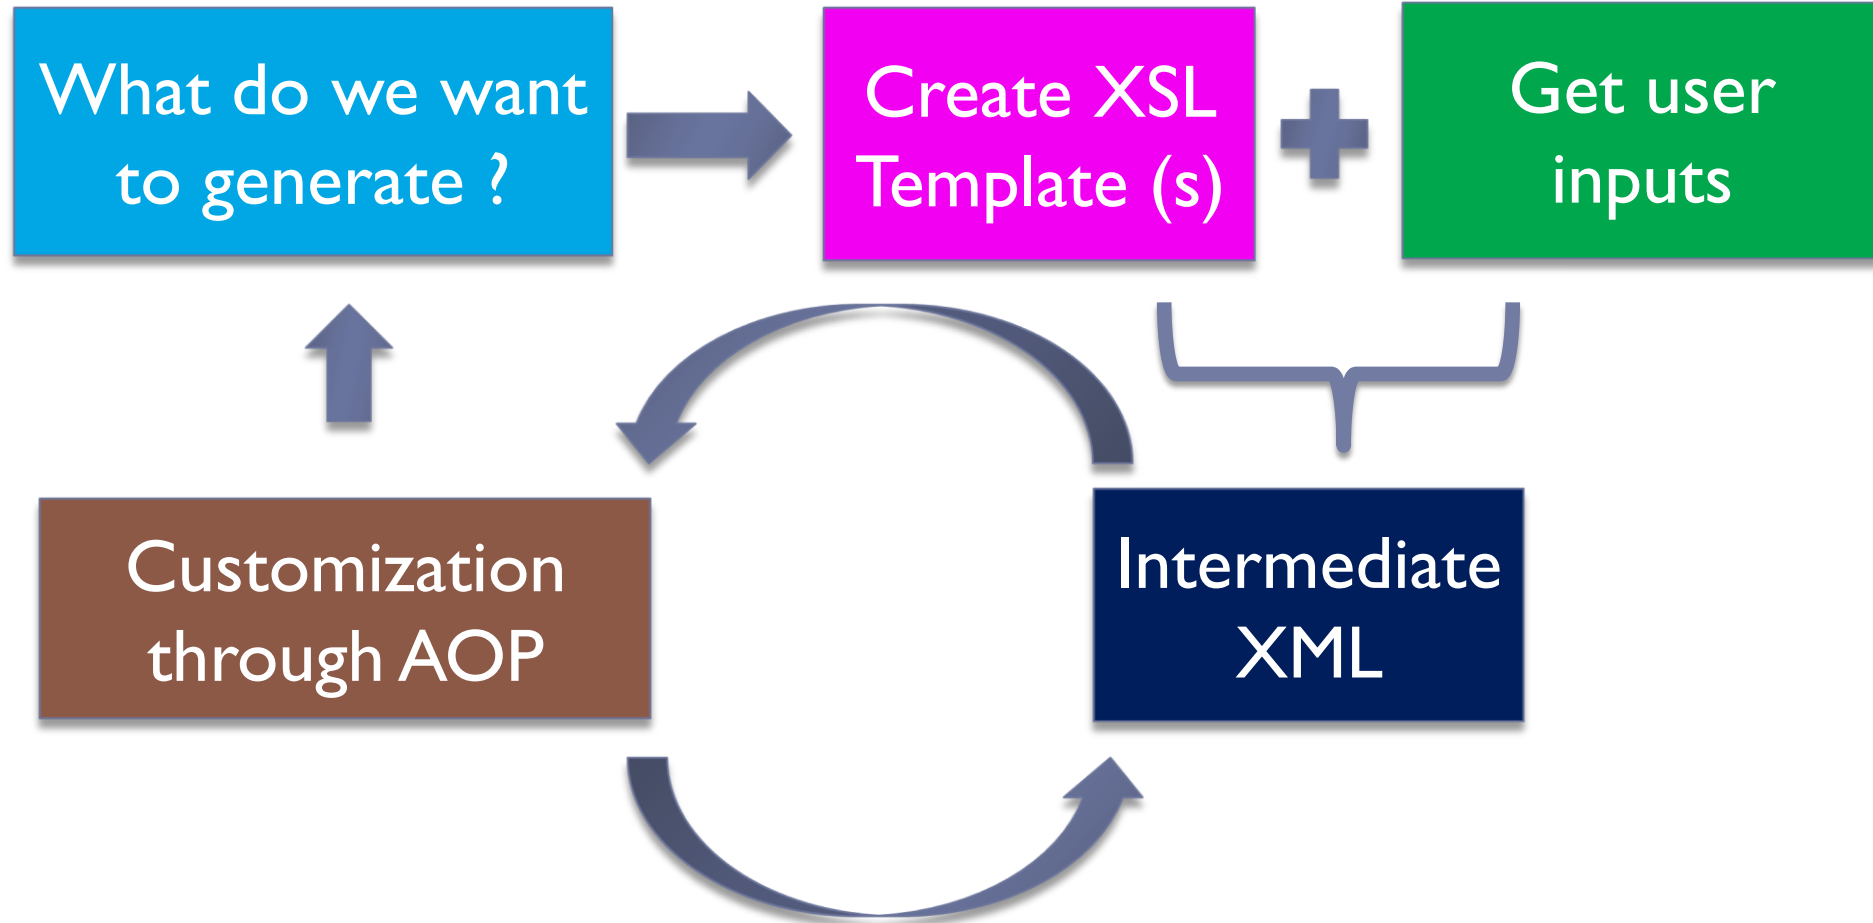 What do we want
to generate ?
Create XSL
Template (s)
Get user
inputs
Customization
through AOP
Intermediate
XML